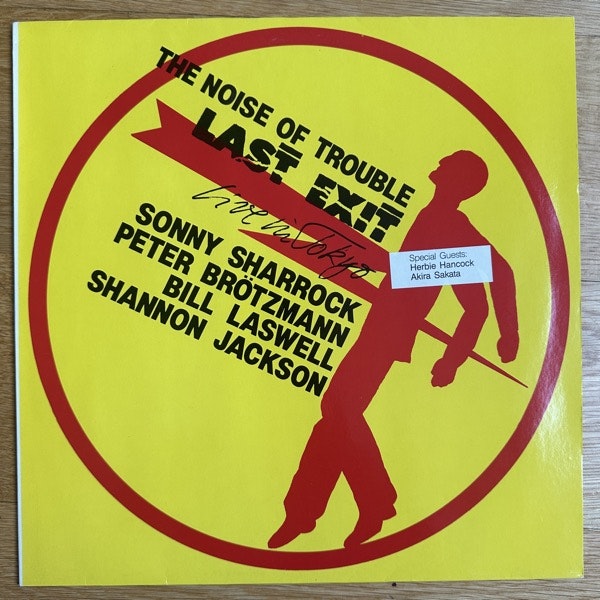 THE NOISE OF TROUBLE
LAST EXIT
Live in Tokyo
SONNY SHARROCK
PETER BRÖTZMANN
BILL LASWELL
SHANNON JACKSON
Special Guests:
Herbie Hancock
Akira Sakata